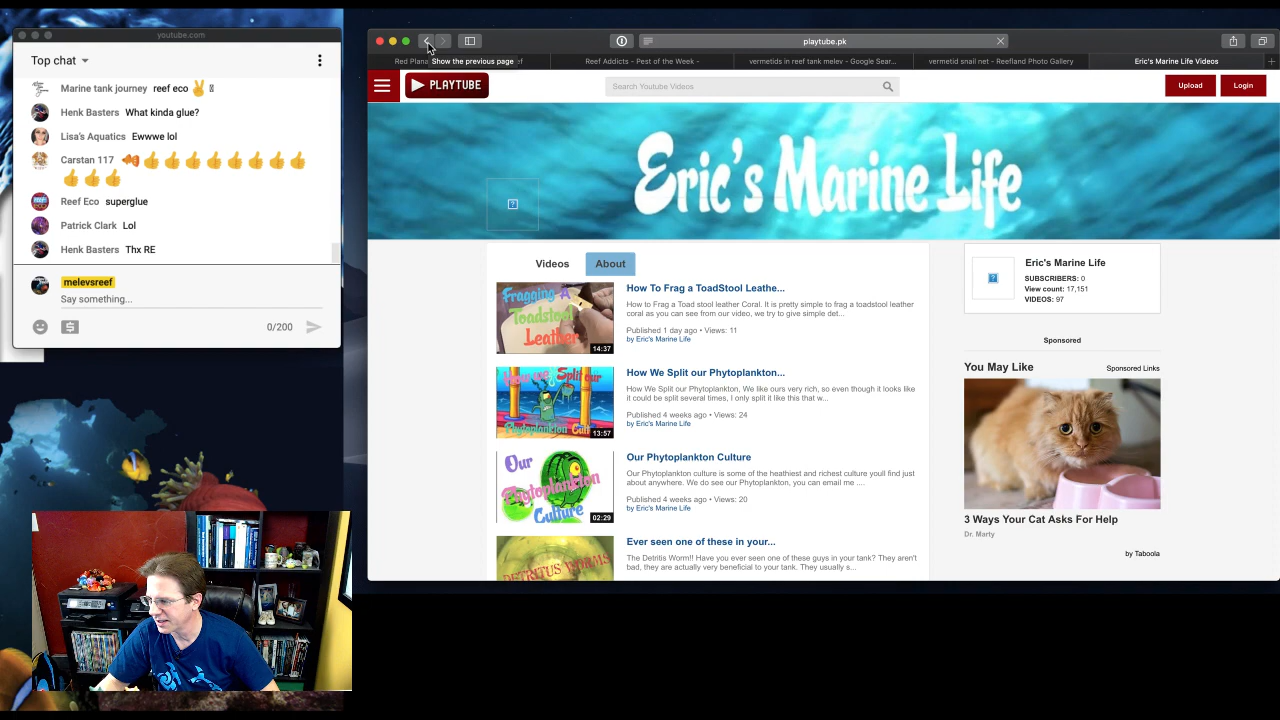 youtube.com
Top chat
Marine tank journey reef eco
Henk Basters What kinda glue?
Lisa's Aquatics Ewwwe lol
Carstan 117
Reef Eco superglue
Patrick Clark Lol
Henk Basters Thx RE
melevsreef
Say something...
0/200
playtube.pk
Show the previous page
Reef Addicts - Pest of the Week -
vermetids in reef tank melev - Google Sear...
vermetid snail net - Reefland Photo Gallery
Eric's Marine Life Videos
PLAYTUBE
Search Youtube Videos
Upload
Login
Eric's Marine Life
Videos
About
Fragging A Toadstool Leather
14:37
How To Frag a ToadStool Leathe...
How to Frag a Toad stool leather Coral. It is pretty simple to frag a toadstool leather
coral as you can see from our video, we try to give simple det...
Published 1 day ago • Views: 11
by Eric's Marine Life
How we Split our Phytoplankton Cult
13:57
How We Split our Phytoplankton...
How We Split our Phytoplankton, We like ours very rich, so even though it looks like
it could be split several times, I only split it like this that w...
Published 4 weeks ago • Views: 24
by Eric's Marine Life
Our Phytoplankton Culture
02:29
Our Phytoplankton Culture
Our Phytoplankton culture is some of the heathiest and richest culture youll find just
about anywhere. We do see our Phytoplankton, you can email me ....
Published 4 weeks ago • Views: 20
by Eric's Marine Life
DETRITUS WORMS
Ever seen one of these in your...
The Detritis Worm!! Have you ever seen one of these guys in your tank? They aren't
bad, they are actually very beneficial to your tank. They usually s...
Eric's Marine Life
SUBSCRIBERS: 0
View count: 17,151
VIDEOS: 97
Sponsored
You May Like
Sponsored Links
3 Ways Your Cat Asks For Help
Dr. Marty
by Taboola